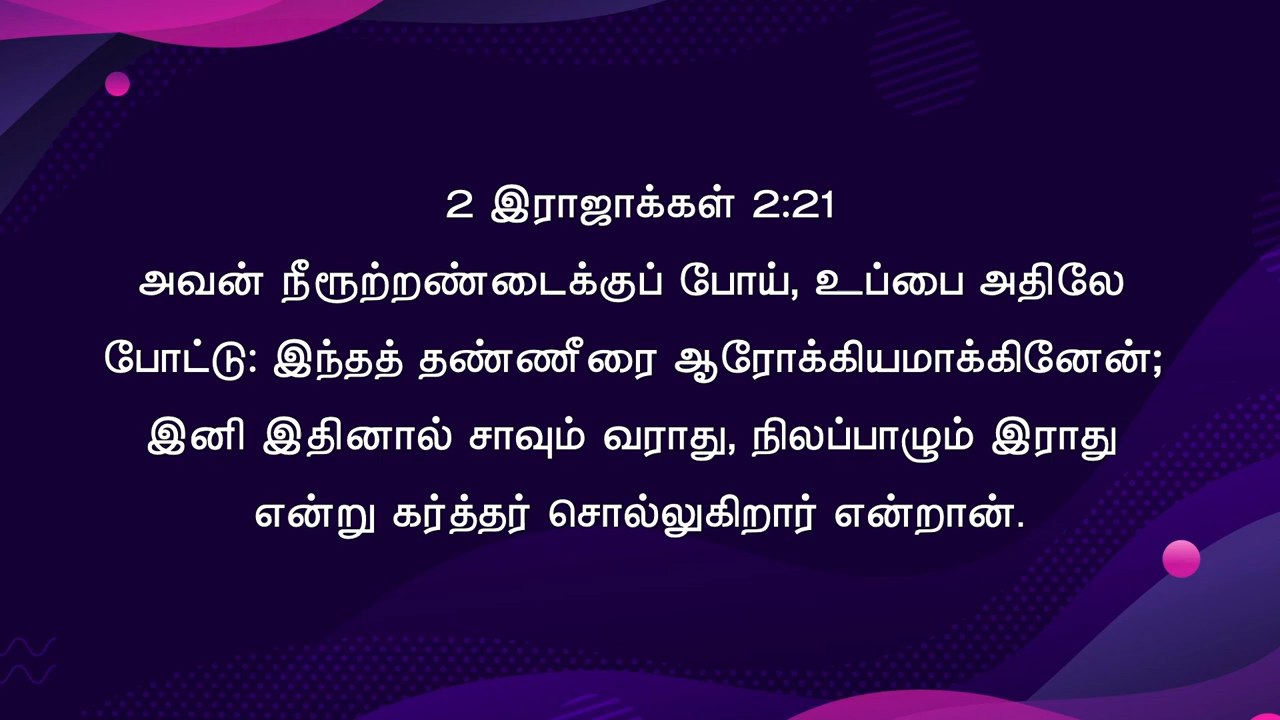 2 இராஜாக்கள் 2:21
அவன் நீரூற்றண்டைக்குப் போய், உப்பை அதிலே
போட்டு: இந்தத் தண்ணீரை ஆரோக்கியமாக்கினேன்;
இனி இதினால் சாவும் வராது, நிலப்பாழும் இராது
என்று கர்த்தர் சொல்லுகிறார் என்றான்.